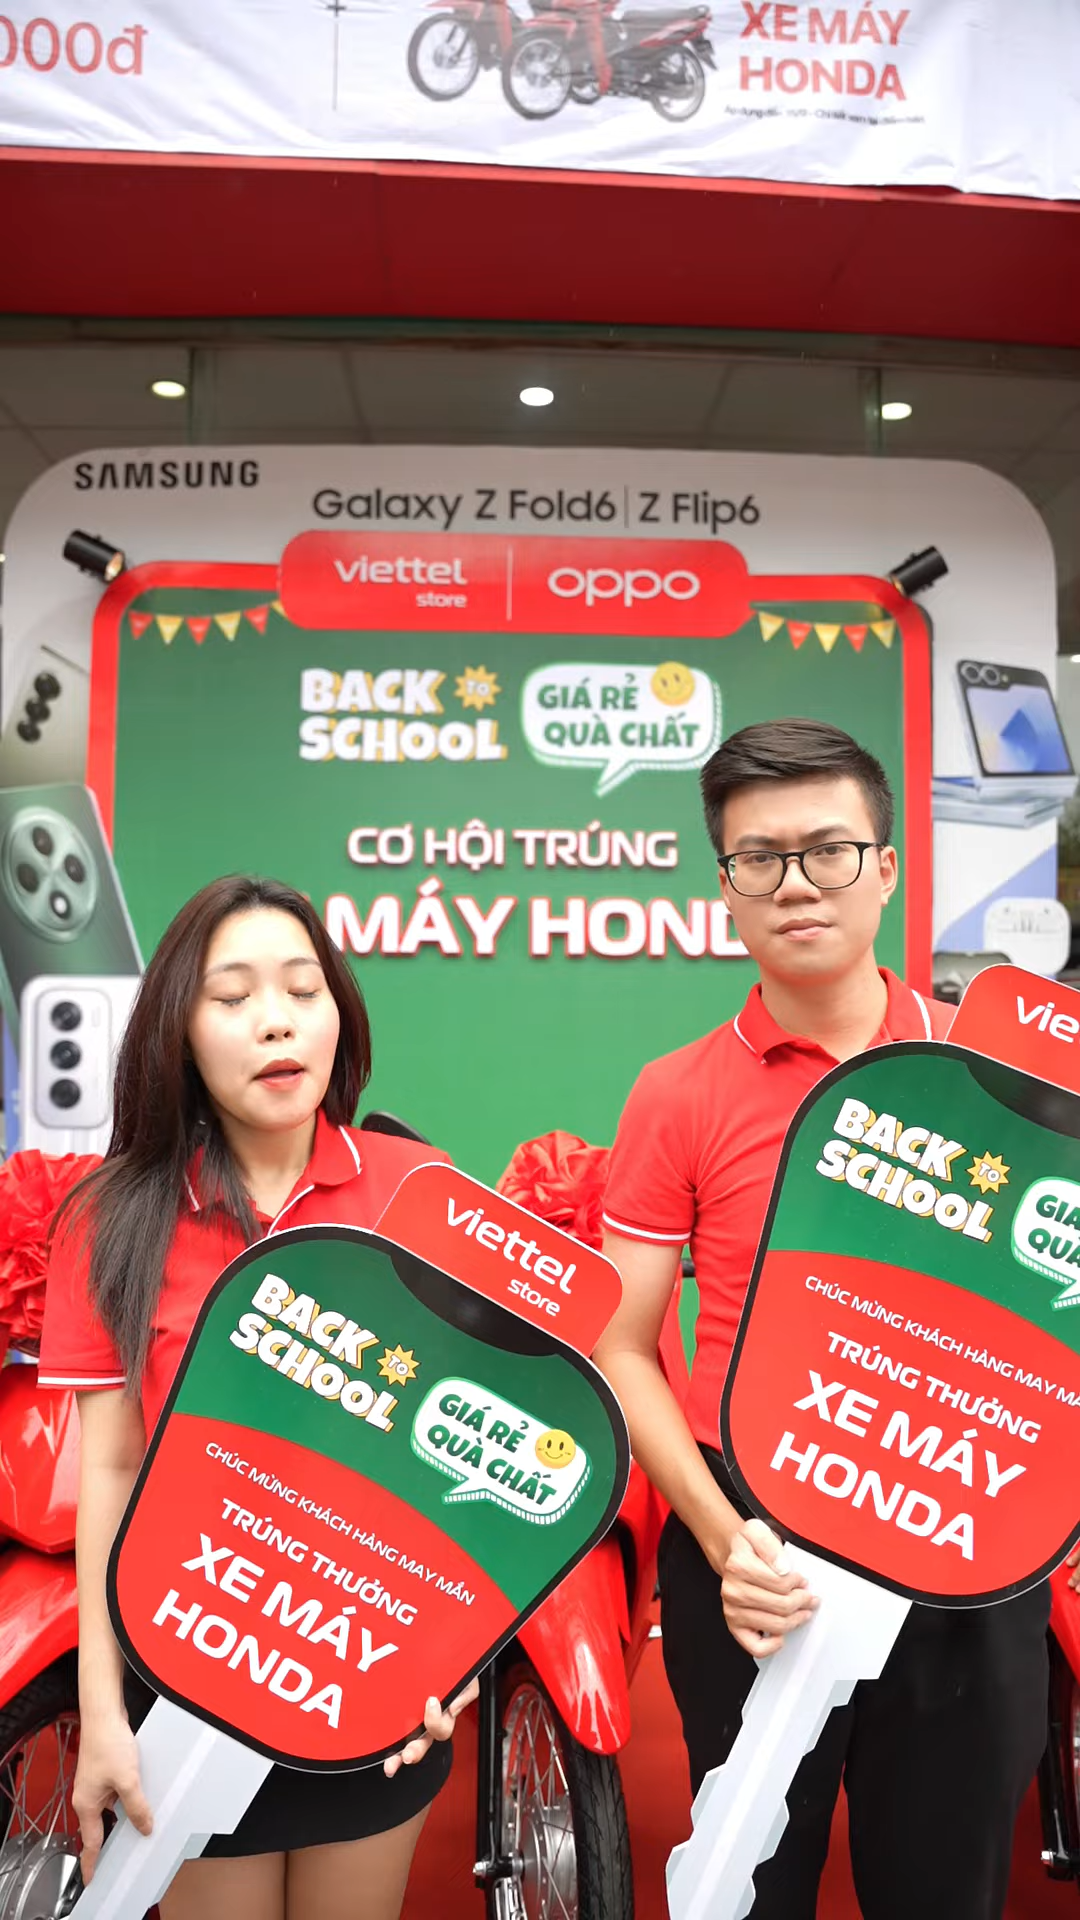 000đ
XE MÁY
HONDA
SAMSUNG
Galaxy Z Fold6 | Z Flip6
viettel
store
oppo
BACK TO
SCHOOL
GIÁ RẺ
QUÀ CHẤT
CƠ HỘI TRÚNG
MÁY HOND
viettel
store
BACK TO
SCHOOL
GIÁ RẺ
QUÀ CHẤT
CHÚC MỪNG KHÁCH HÀNG MAY MẮN
TRÚNG THƯỞNG
XE MÁY
HONDA
vie
BACK TO
SCHOOL
GIÁ
QUÀ
CHÚC MỪNG KHÁCH HÀNG MAY MẮ
TRÚNG THƯỞNG
XE MÁY
HONDA